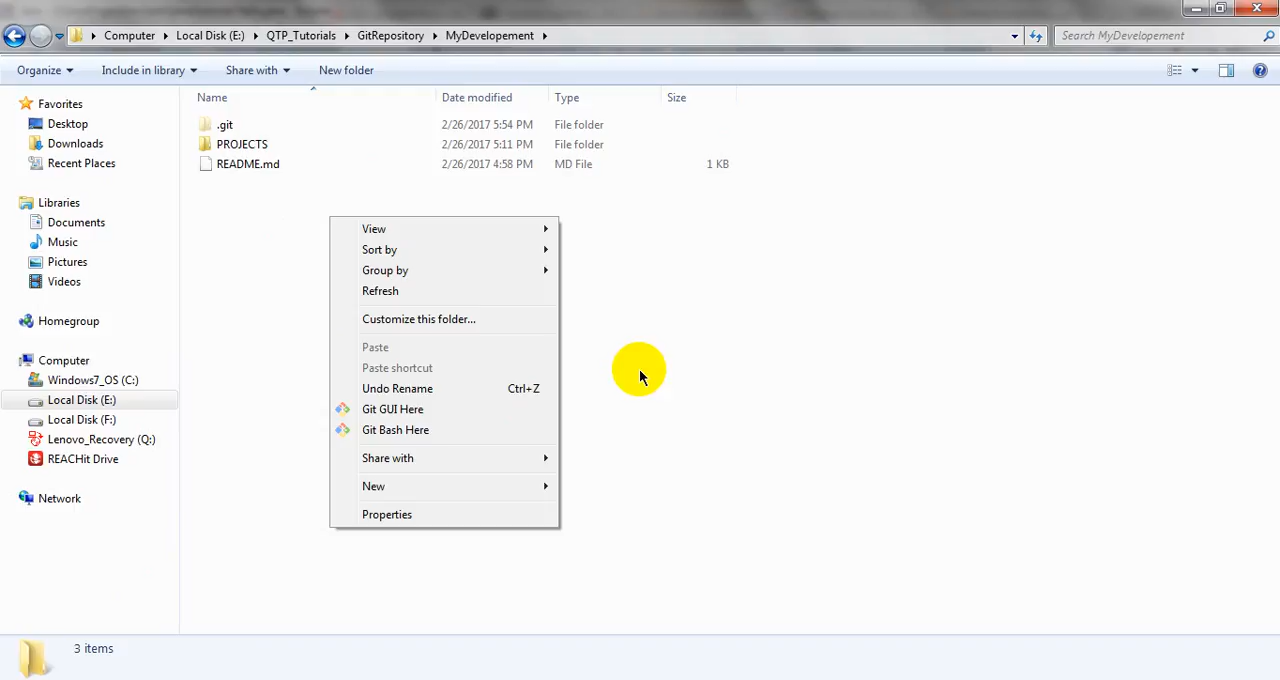 Computer Local Disk (E:) QTP_Tutorials GitRepository MyDevelopement Search MyDevelopement
Organize Include in library Share with New folder
Name Date modified Type Size
Favorites
Desktop
Downloads
Recent Places
Libraries
Documents
Music
Pictures
Videos
Homegroup
Computer
Windows7_OS (C:)
Local Disk (E:)
Local Disk (F:)
Lenovo_Recovery (Q:)
REACHit Drive
Network
.git 2/26/2017 5:54 PM File folder
PROJECTS 2/26/2017 5:11 PM File folder
README.md 2/26/2017 4:58 PM MD File 1 KB
View
Sort by
Group by
Refresh
Customize this folder...
Paste
Paste shortcut
Undo Rename Ctrl+Z
Git GUI Here
Git Bash Here
Share with
New
Properties
3 items